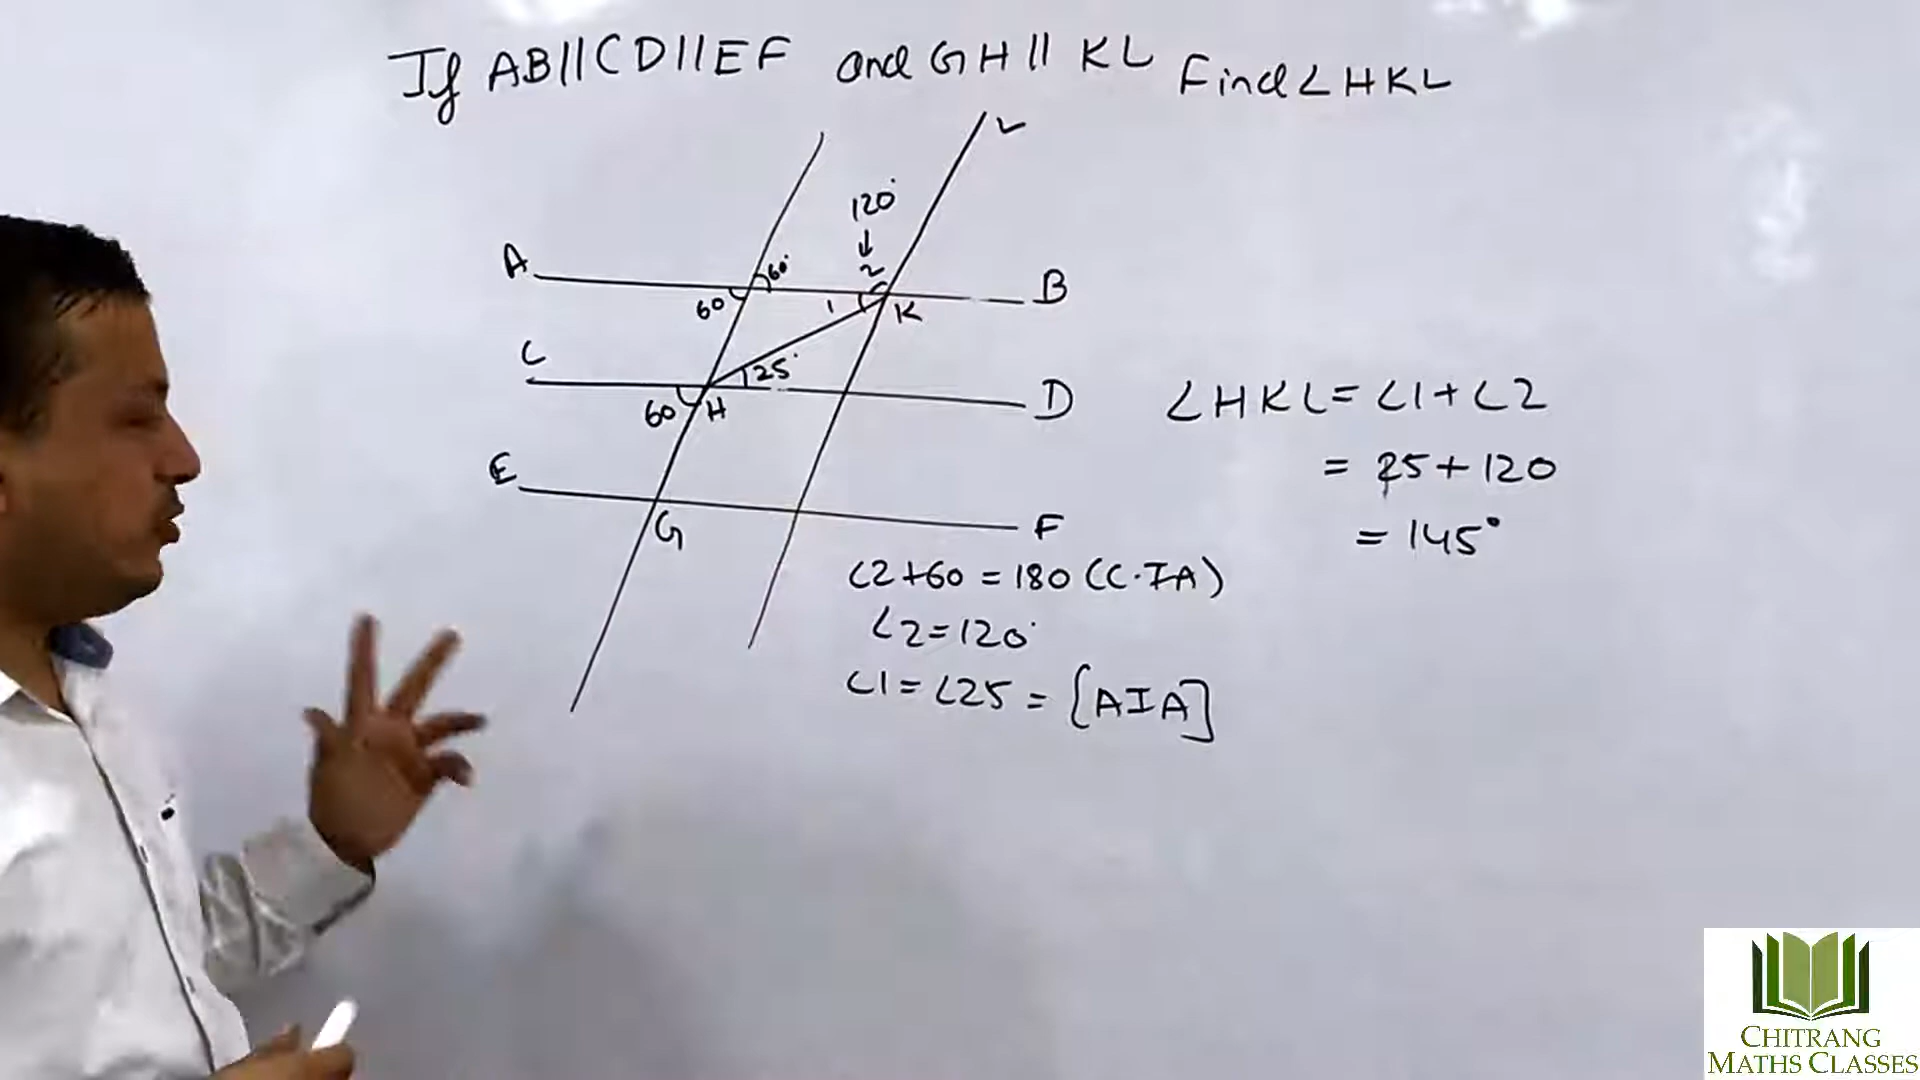 If AB||CD||EF and GH|| KL Find∠HKL
L
120°
↓
A 60° 2 B
60 1 K
C 25° D
60 H
E
G F
∠HKL = ∠1+∠2
= 25+120
= 145°
∠2+60 = 180 (C.IA)
∠2=120°
∠1 = ∠25 = [AIA]
CHITRANG
MATHS CLASSES